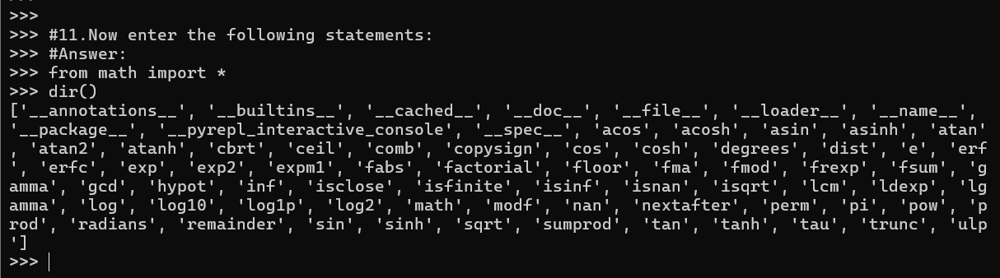 >>>
>>> #11.Now enter the following statements:
>>> #Answer:
>>> from math import *
>>> dir()
['__annotations__', '__builtins__', '__cached__', '__doc__', '__file__', '__loader__', '__name__',
'__package__', '__pyrepl_interactive_console', '__spec__', 'acos', 'acosh', 'asin', 'asinh', 'atan'
, 'atan2', 'atanh', 'cbrt', 'ceil', 'comb', 'copysign', 'cos', 'cosh', 'degrees', 'dist', 'e', 'erf
', 'erfc', 'exp', 'exp2', 'expm1', 'fabs', 'factorial', 'floor', 'fma', 'fmod', 'frexp', 'fsum', 'g
amma', 'gcd', 'hypot', 'inf', 'isclose', 'isfinite', 'isinf', 'isnan', 'isqrt', 'lcm', 'ldexp', 'lg
amma', 'log', 'log10', 'log1p', 'log2', 'math', 'modf', 'nan', 'nextafter', 'perm', 'pi', 'pow', 'p
rod', 'radians', 'remainder', 'sin', 'sinh', 'sqrt', 'sumprod', 'tan', 'tanh', 'tau', 'trunc', 'ulp
']
>>>